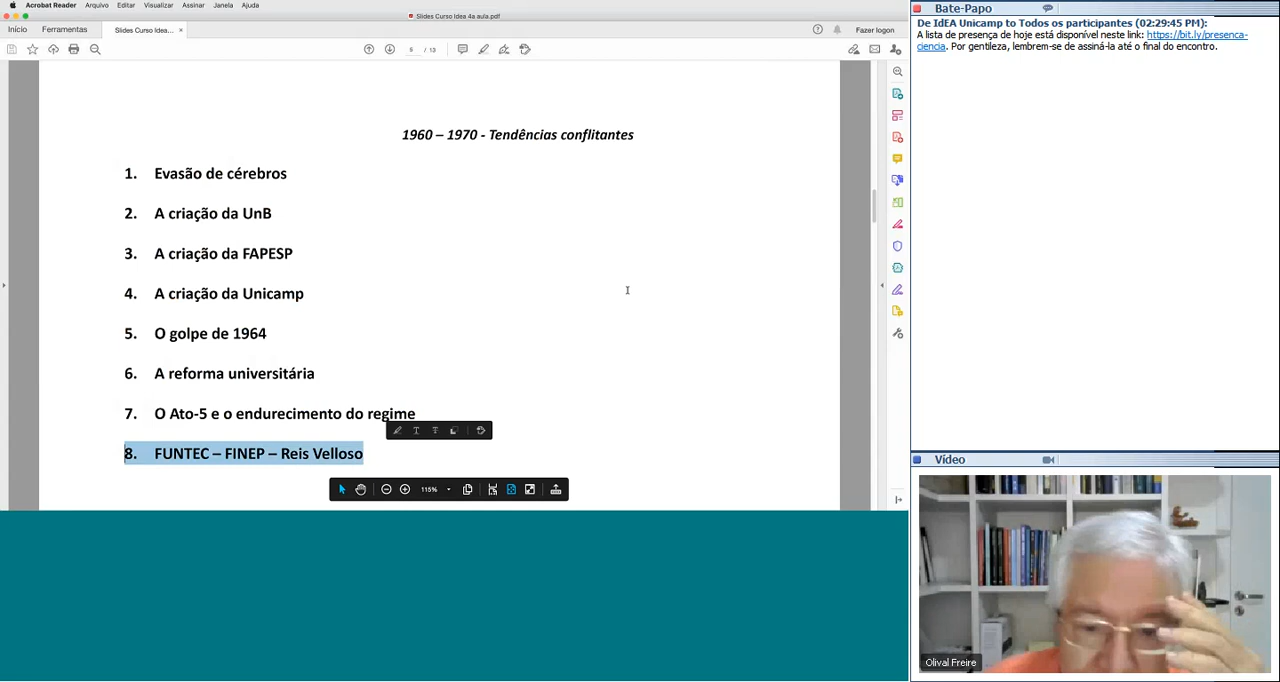 Acrobat Reader Arquivo Editar Visualizar Assinar Janela Ajuda
Slides Curso Idea 4a aula.pdf
Início Ferramentas Slides Curso Idea... × Fazer logon
6 / 13
1960 – 1970 - Tendências conflitantes
1. Evasão de cérebros
2. A criação da UnB
3. A criação da FAPESP
4. A criação da Unicamp
5. O golpe de 1964
6. A reforma universitária
7. O Ato-5 e o endurecimento do regime
8. FUNTEC – FINEP – Reis Velloso
115%
Bate-Papo
De IdEA Unicamp to Todos os participantes (02:29:45 PM):
A lista de presença de hoje está disponível neste link: https://bit.ly/presenca-
ciencia. Por gentileza, lembrem-se de assiná-la até o final do encontro.
Vídeo
Olival Freire